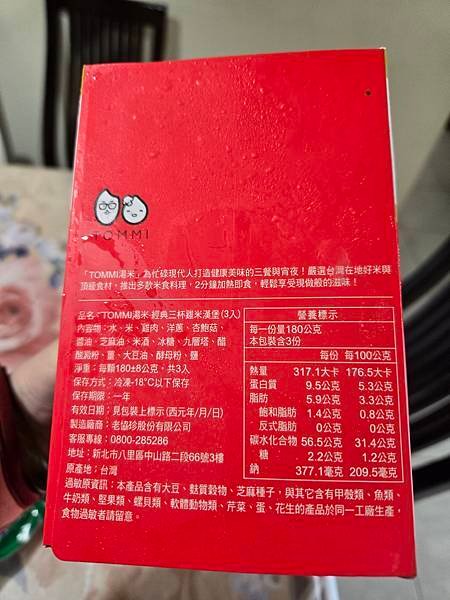 TOMMI
「TOMMI湯米」為忙碌現代人打造健康美味的三餐與宵夜！嚴選台灣在地好米與
頂級食材，推出多款米食料理，2分鐘加熱即食，輕鬆享受現做般的滋味！
品名：TOMMI湯米-經典三杯雞米漢堡(3入)
內容物：水、米、雞肉、洋蔥、杏鮑菇、
醬油、芝麻油、米酒、冰糖、九層塔、醋
酸澱粉、薑、大豆油、酵母粉、鹽
淨重：每顆180±8公克，共3入
保存方式：冷凍-18°C以下保存
保存期限：一年
有效日期：見包裝上標示(西元年/月/日)
製造廠商：老協珍股份有限公司
客服專線：0800-285286
地址：新北市八里區中山路二段66號3樓
原產地：台灣
過敏原資訊：本產品含有大豆、麩質穀物、芝麻種子，與其它含有甲殼類、魚類、
牛奶類、堅果類、螺貝類、軟體動物類、芹菜、蛋、花生的產品於同一工廠生產，
食物過敏者請留意。
營養標示
每一份量180公克
本包裝含3份
每份 每100公克
熱量 317.1大卡 176.5大卡
蛋白質 9.5公克 5.3公克
脂肪 5.9公克 3.3公克
飽和脂肪 1.4公克 0.8公克
反式脂肪 0公克 0公克
碳水化合物 56.5公克 31.4公克
糖 2.2公克 1.2公克
鈉 377.1毫克 209.5毫克